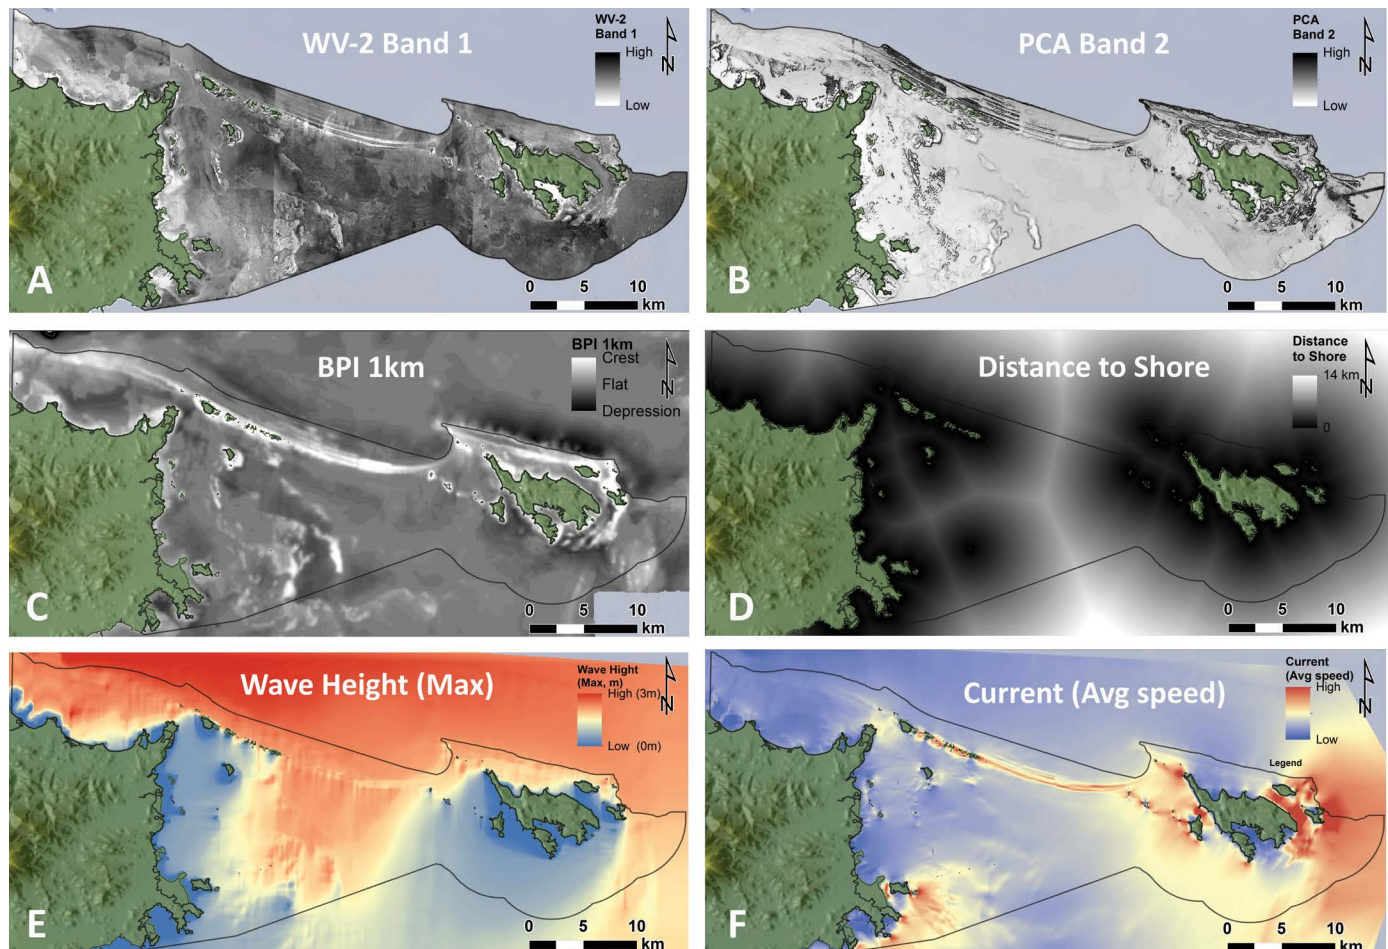 WV-2 Band 1
WV-2
Band 1
High
Low
N
A
0 5 10
km
PCA Band 2
PCA
Band 2
High
Low
N
B
0 5 10
km
BPI 1km
BPI 1km
Crest
Flat
Depression
N
C
0 5 10
km
Distance to Shore
Distance
to Shore
14 km
0
N
D
0 5 10
km
Wave Height (Max)
Wave Hight
(Max, m)
High (3m)
Low (0m)
N
E
0 5 10
km
Current (Avg speed)
Current
(Avg speed)
High
Low
N
Legend
F
0 5 10
km